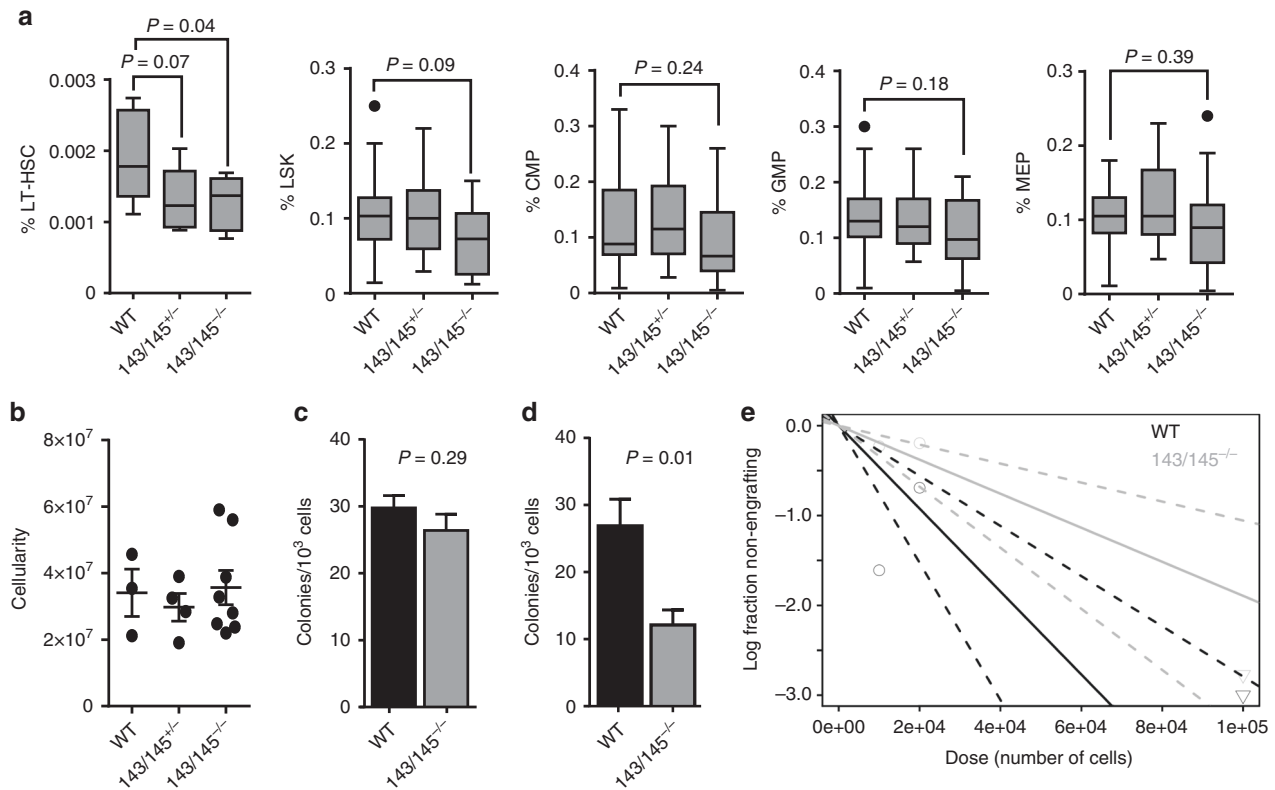 a
P = 0.04
P = 0.07
% LT-HSC
0.003
0.002
0.001
0
WT
143/145+/−
143/145−/−
P = 0.09
% LSK
0.3
0.2
0.1
0
WT
143/145+/−
143/145−/−
P = 0.24
% CMP
0.4
0.3
0.2
0.1
0
WT
143/145+/−
143/145−/−
P = 0.18
% GMP
0.4
0.3
0.2
0.1
0
WT
143/145+/−
143/145−/−
P = 0.39
% MEP
0.3
0.2
0.1
0
WT
143/145+/−
143/145−/−
b
Cellularity
8×10⁷
6×10⁷
4×10⁷
2×10⁷
0
WT
143/145+/−
143/145−/−
c
P = 0.29
Colonies/10³ cells
40
30
20
10
0
WT
143/145−/−
d
P = 0.01
Colonies/10³ cells
40
30
20
10
0
WT
143/145−/−
e
WT
143/145−/−
Log fraction non-engrafting
0.0
−1.0
−2.0
−3.0
0e+00
2e+04
4e+04
6e+04
8e+04
1e+05
Dose (number of cells)